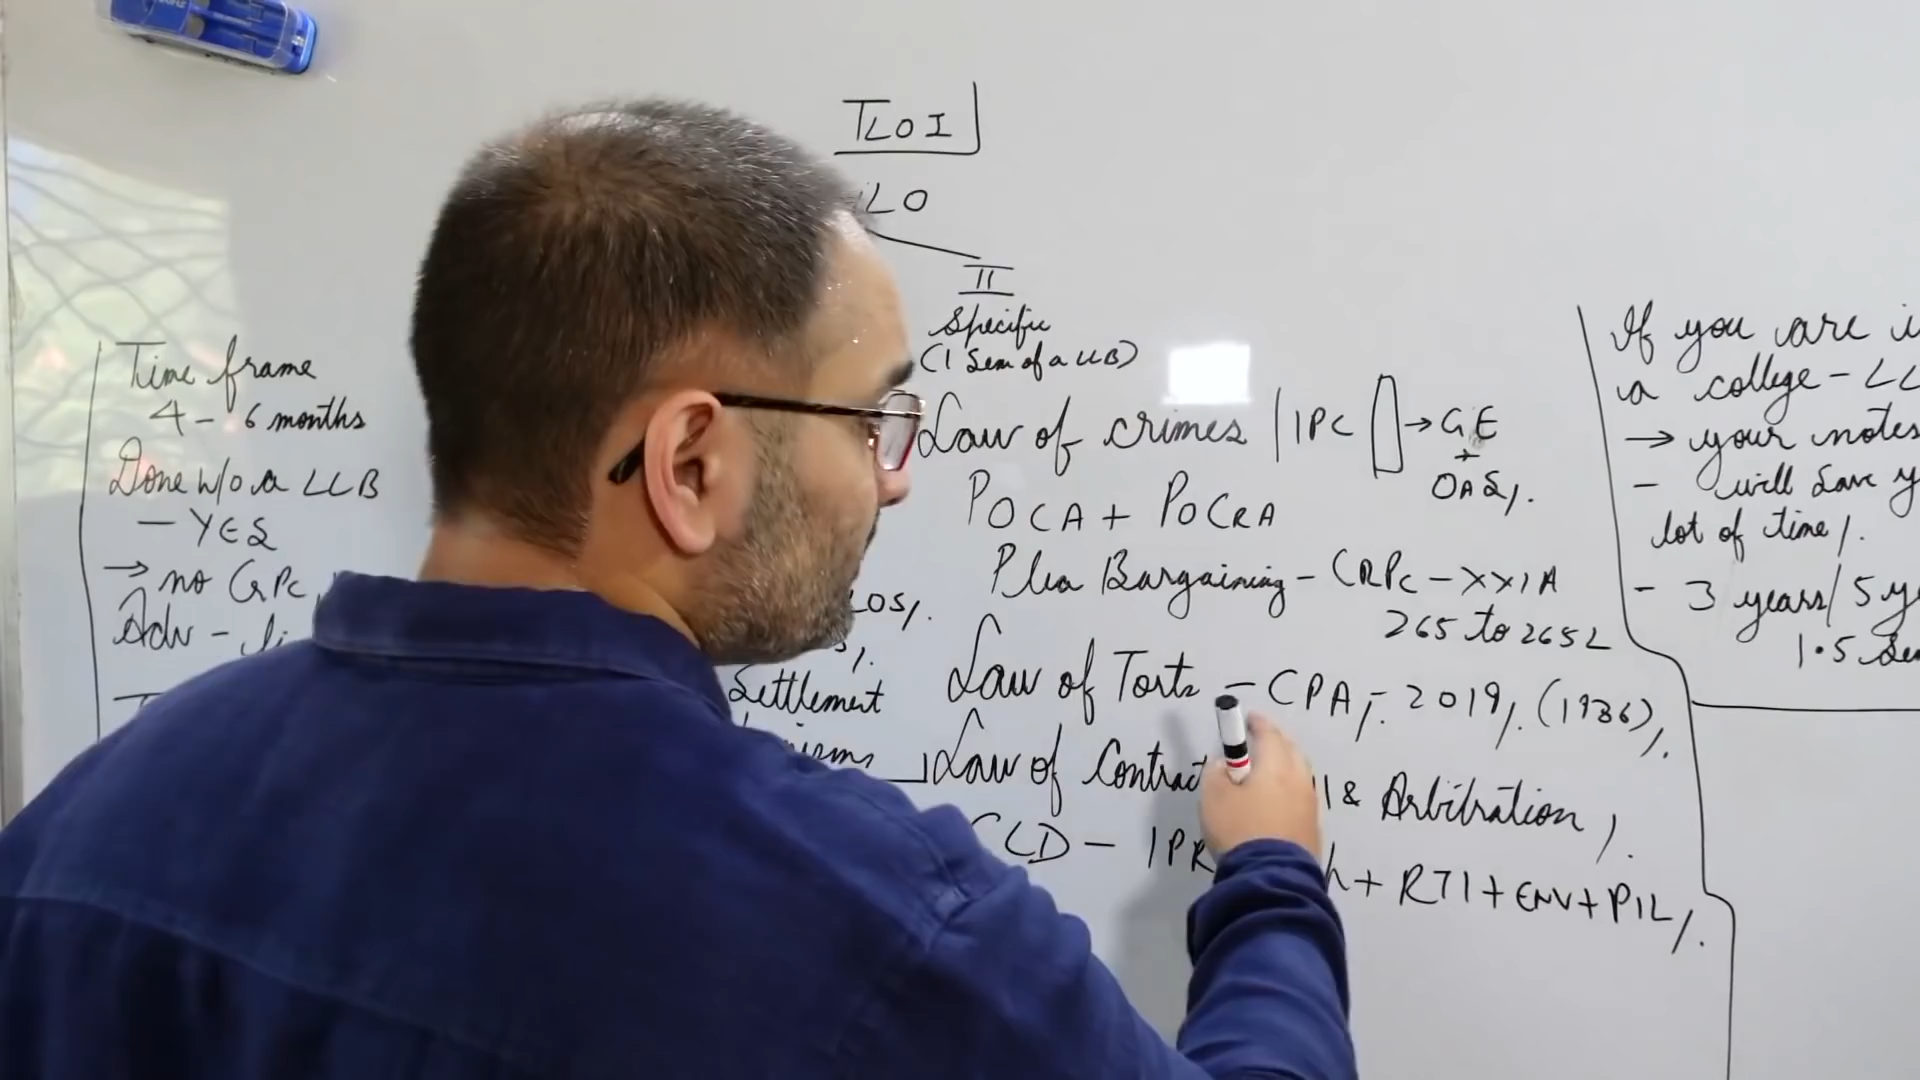 TLOI
LO
II
Specific
(1 Sem of a LLB)
Time frame
4 - 6 months
Done w/o a LLB
- YES
→ no CrPc
Adv -
LOS/.
Settlement
Law of crimes | IPC → GE
+
OAS/.
POCA + POCRA
Plea Bargaining - CRPC - XXIA
265 to 265L
Law of Torts - CPA,- 2019, (1986),.
Law of Contract & Arbitration,.
CLD - IPR + RTI + ENV + PIL/.
If you are
a college -
→ your notes
- will save
lot of time/.
- 3 years/ 5
1.5